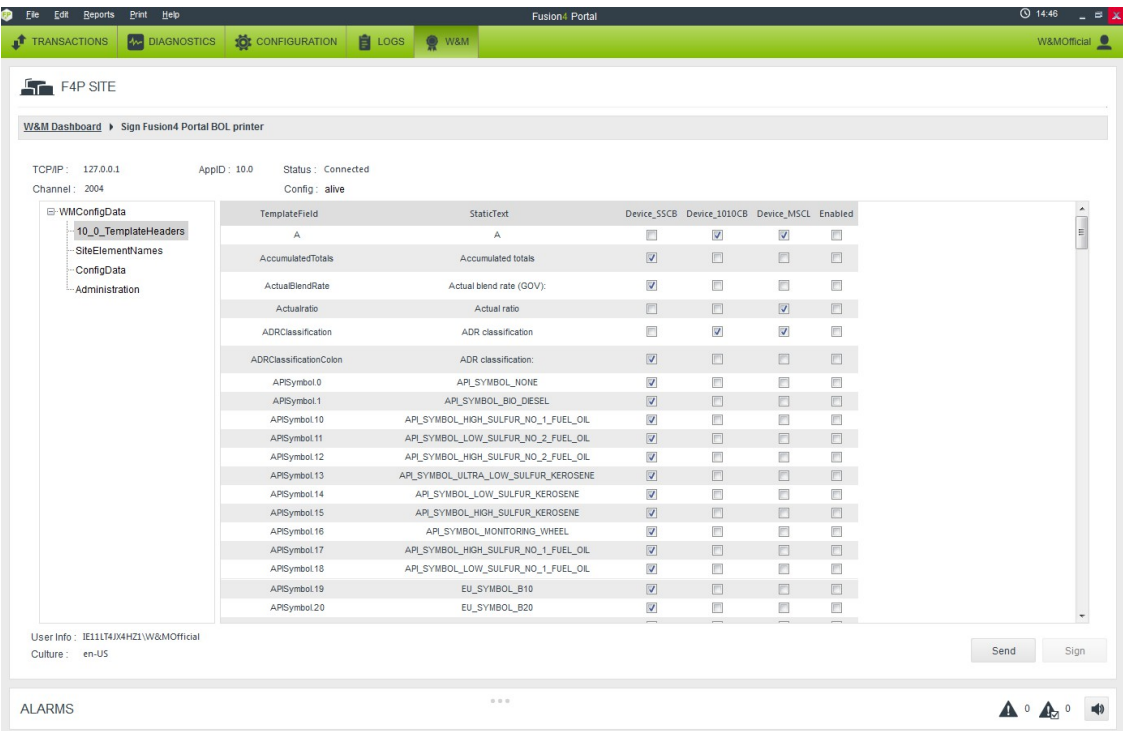 FP File Edit Reports Print Help Fusion4 Portal 14:46
TRANSACTIONS DIAGNOSTICS CONFIGURATION LOGS W&M W&MOfficial
F4P SITE
W&M Dashboard Sign Fusion4 Portal BOL printer
TCP/IP : 127.0.0.1 AppID : 10.0 Status : Connected
Channel : 2004 Config : alive
WMConfigData
10_0_TemplateHeaders
SiteElementNames
ConfigData
Administration
TemplateField StaticText Device_SSCB Device_1010CB Device_MSCL Enabled
A A
AccumulatedTotals Accumulated totals
ActualBlendRate Actual blend rate (GOV):
Actualratio Actual ratio
ADRClassification ADR classification
ADRClassificationColon ADR classification:
APISymbol.0 API_SYMBOL_NONE
APISymbol.1 API_SYMBOL_BIO_DIESEL
APISymbol.10 API_SYMBOL_HIGH_SULFUR_NO_1_FUEL_OIL
APISymbol.11 API_SYMBOL_LOW_SULFUR_NO_2_FUEL_OIL
APISymbol.12 API_SYMBOL_HIGH_SULFUR_NO_2_FUEL_OIL
APISymbol.13 API_SYMBOL_ULTRA_LOW_SULFUR_KEROSENE
APISymbol.14 API_SYMBOL_LOW_SULFUR_KEROSENE
APISymbol.15 API_SYMBOL_HIGH_SULFUR_KEROSENE
APISymbol.16 API_SYMBOL_MONITORING_WHEEL
APISymbol.17 API_SYMBOL_HIGH_SULFUR_NO_1_FUEL_OIL
APISymbol.18 API_SYMBOL_LOW_SULFUR_NO_1_FUEL_OIL
APISymbol.19 EU_SYMBOL_B10
APISymbol.20 EU_SYMBOL_B20
User Info : IE11LT4JX4HZ1\W&MOfficial
Culture : en-US
Send Sign
ALARMS 0 0